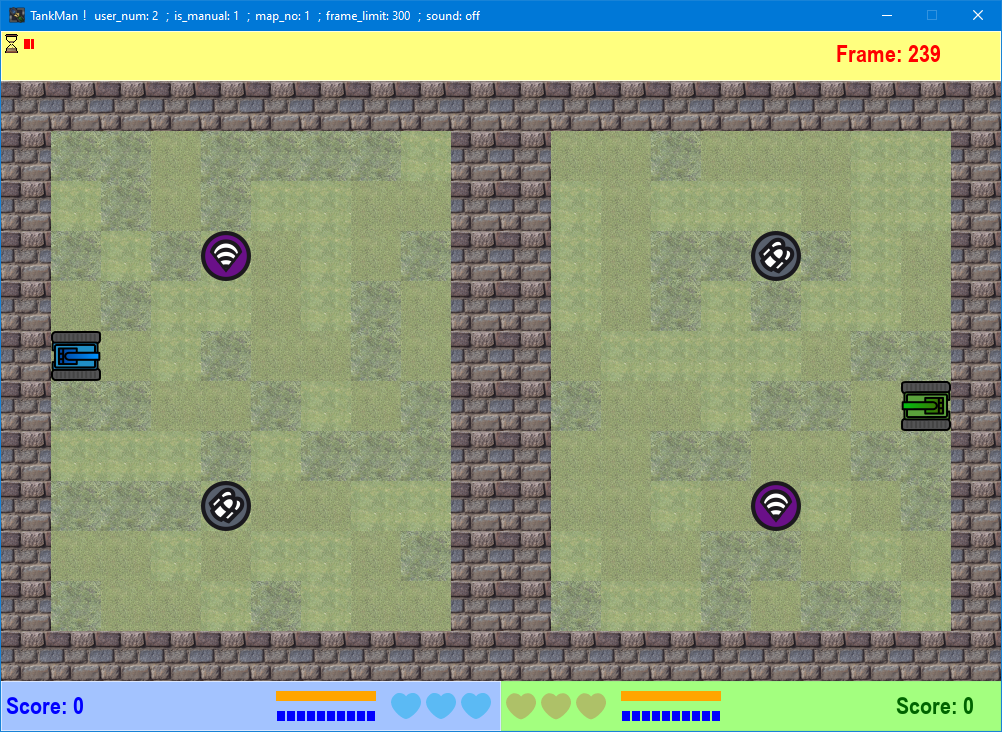 TankMan！ user_num: 2 ; is_manual: 1 ; map_no: 1 ; frame_limit: 300 ; sound: off
Frame: 239
Score: 0
Score: 0